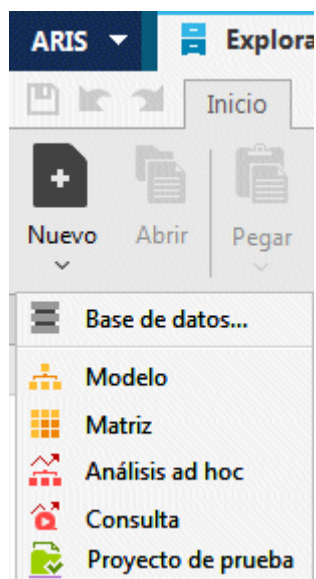 ARIS
Explora
Inicio
Nuevo
Abrir
Pegar
Base de datos...
Modelo
Matriz
Análisis ad hoc
Consulta
Proyecto de prueba